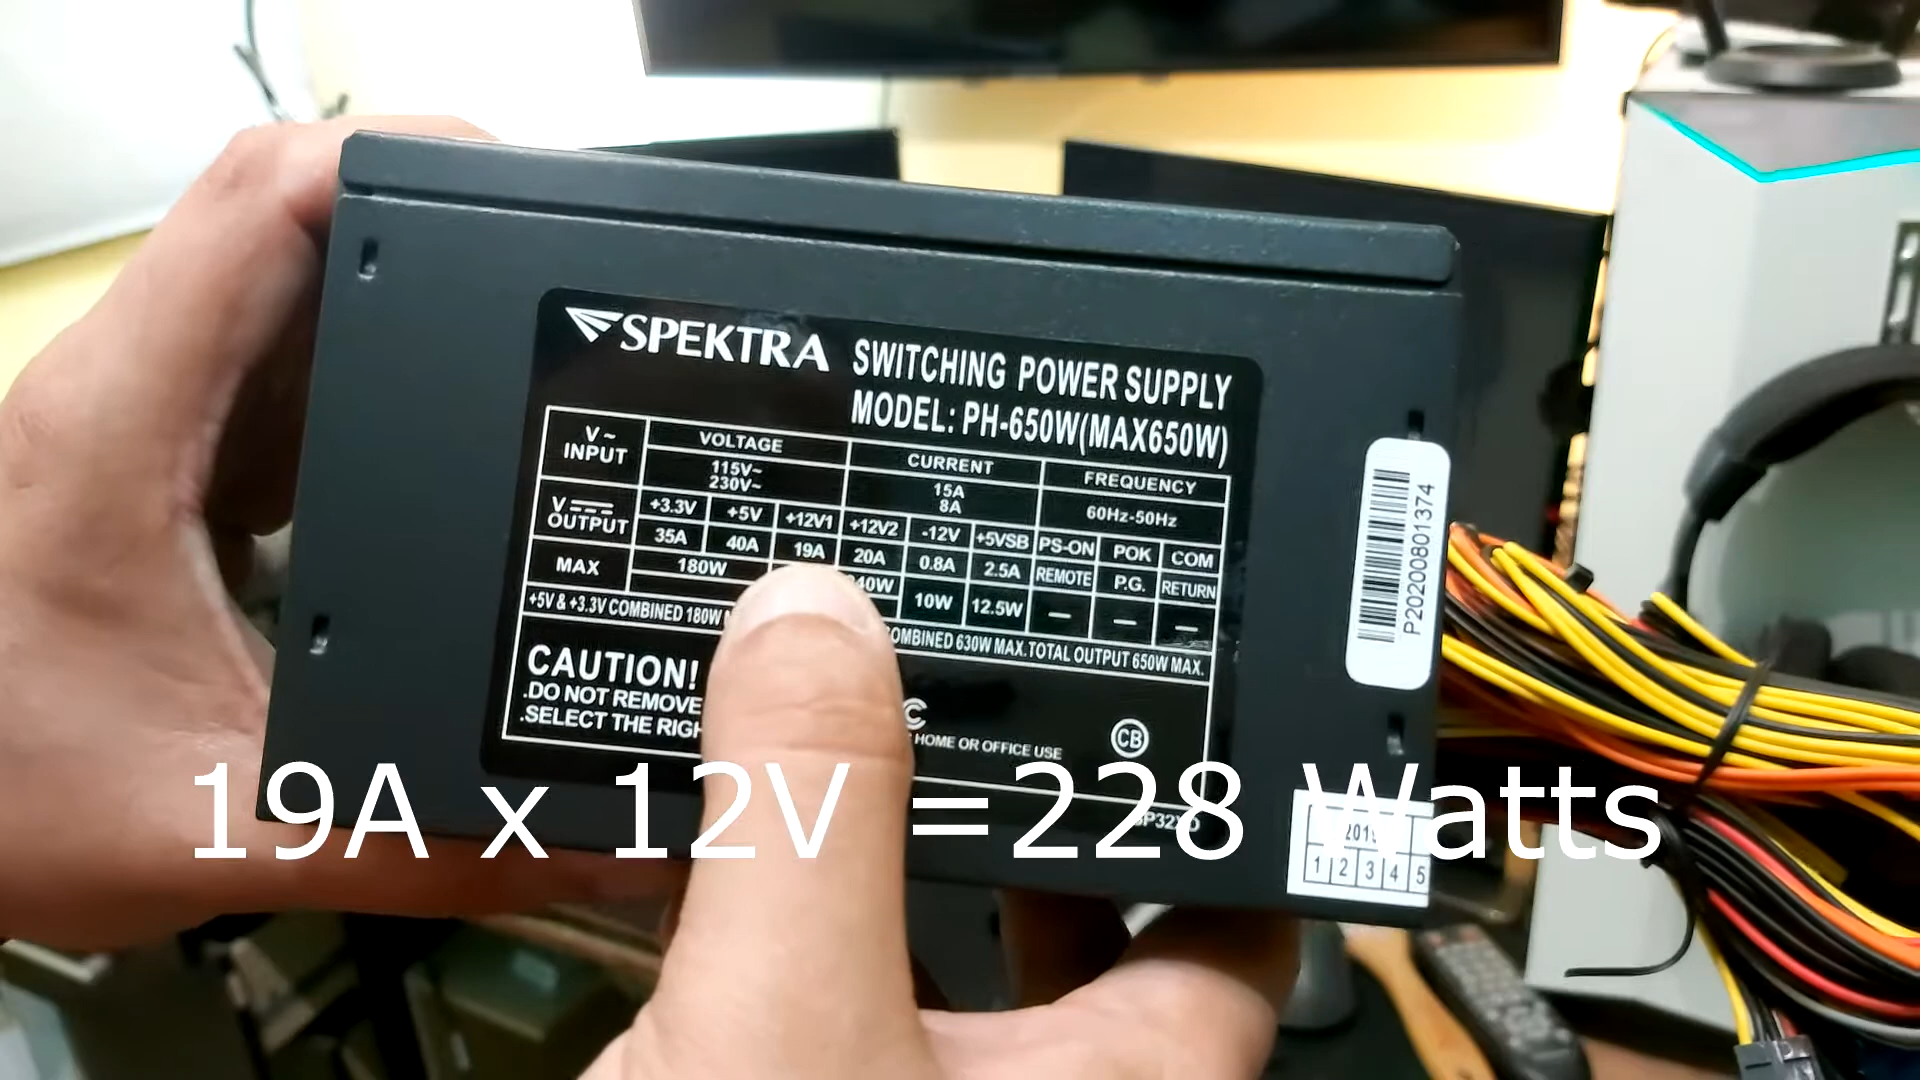 SPEKTRA
SWITCHING POWER SUPPLY
MODEL: PH-650W(MAX650W)
V~ INPUT
VOLTAGE
CURRENT
FREQUENCY
115V~
230V~
15A
8A
60Hz-50Hz
V OUTPUT
+3.3V +5V +12V1 +12V2 -12V +5VSB PS-ON POK COM
35A 40A 19A 20A 0.8A 2.5A REMOTE P.G. RETURN
MAX 180W 10W 12.5W — — —
+5V & +3.3V COMBINED 180W COMBINED 630W MAX.TOTAL OUTPUT 650W MAX.
CAUTION!
.DO NOT REMOVE
.SELECT THE
HOME OR OFFICE USE
CB
P20200801374
1 2 3 4 5
19A x 12V =228 Watts